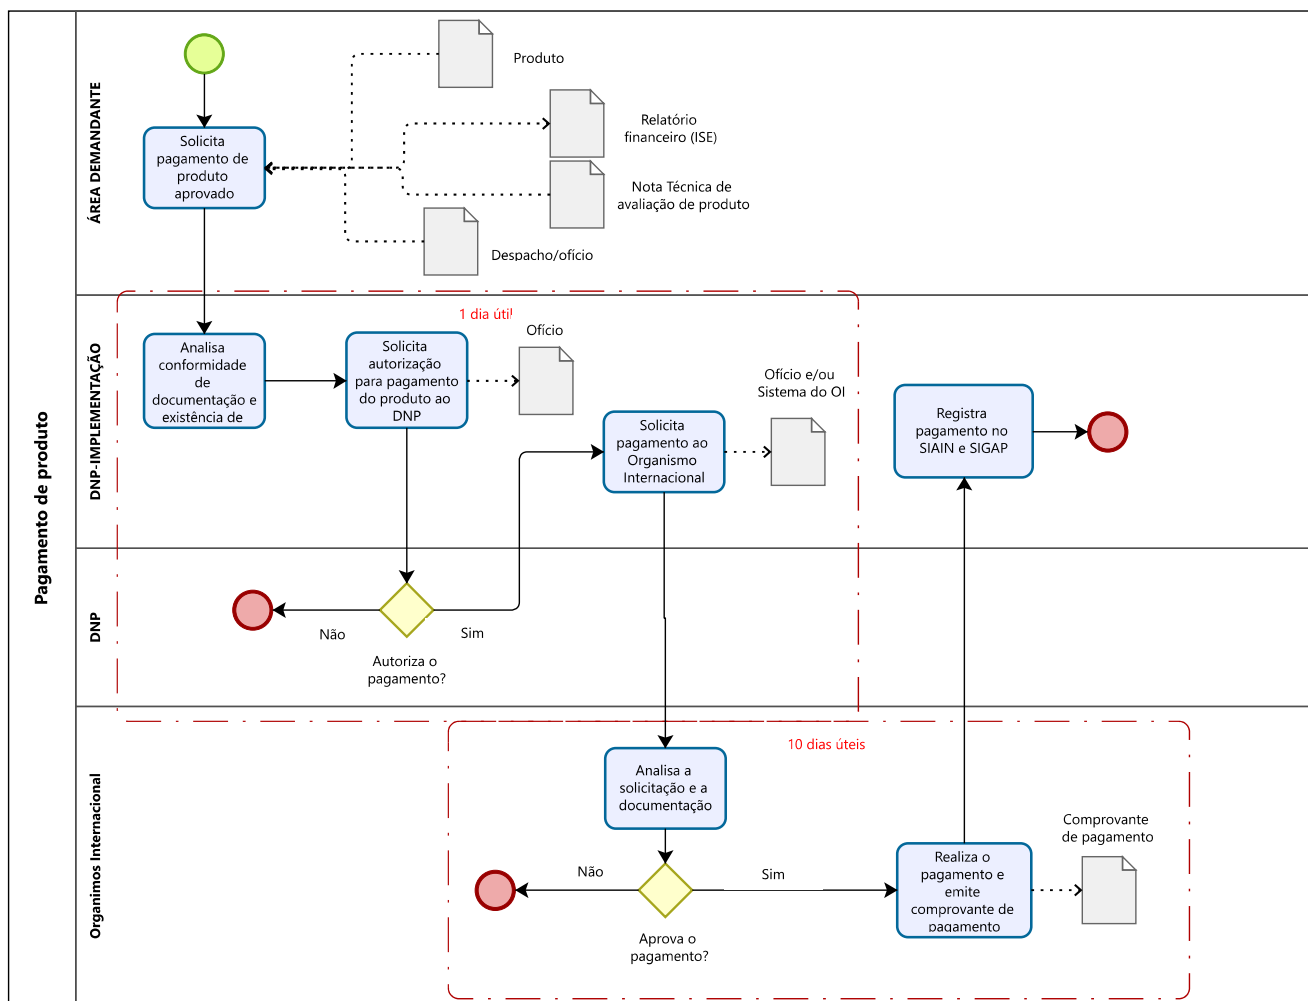 Pagamento de produto
ÁREA DEMANDANTE
Produto
Solicita
pagamento de
produto
aprovado
Relatório
financeiro (ISE)
Nota Técnica de
avaliação de produto
Despacho/ofício
DNP-IMPLEMENTAÇÃO
1 dia útil
Analisa
conformidade
de
documentação e
existência de
Solicita
autorização
para pagamento
do produto ao
DNP
Ofício
Solicita
pagamento ao
Organismo
Internacional
Ofício e/ou
Sistema do OI
Registra
pagamento no
SIAIN e SIGAP
DNP
Não
Sim
Autoriza o
pagamento?
Organimos Internacional
10 dias úteis
Analisa a
solicitação e a
documentação
Não
Sim
Aprova o
pagamento?
Realiza o
pagamento e
emite
comprovante de
pagamento
Comprovante
de pagamento